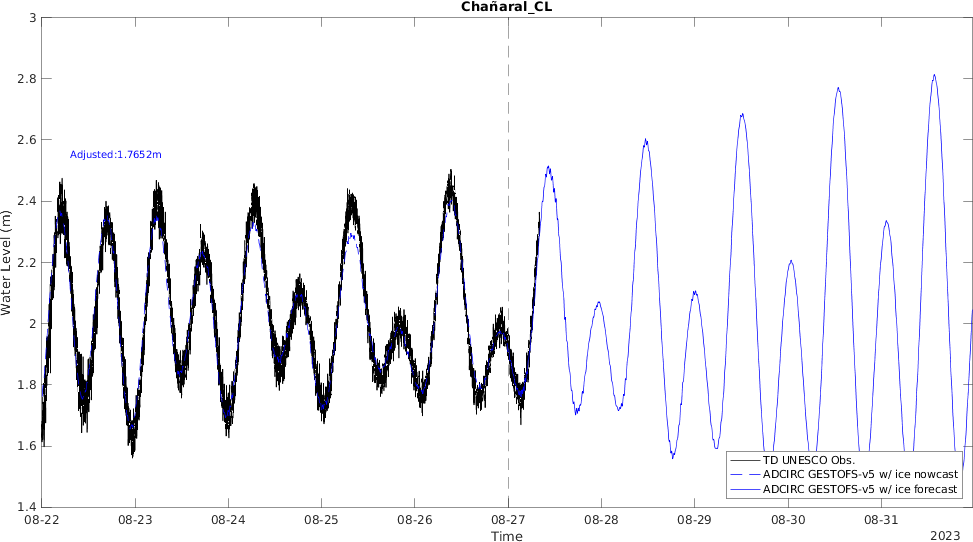 Chañaral_CL
3
2.8
2.6
2.4
2.2
2
1.8
1.6
1.4
Water Level (m)
Adjusted:1.7652m
TD UNESCO Obs.
ADCIRC GESTOFS-v5 w/ ice nowcast
ADCIRC GESTOFS-v5 w/ ice forecast
08-22 08-23 08-24 08-25 08-26 08-27 08-28 08-29 08-30 08-31
Time
2023